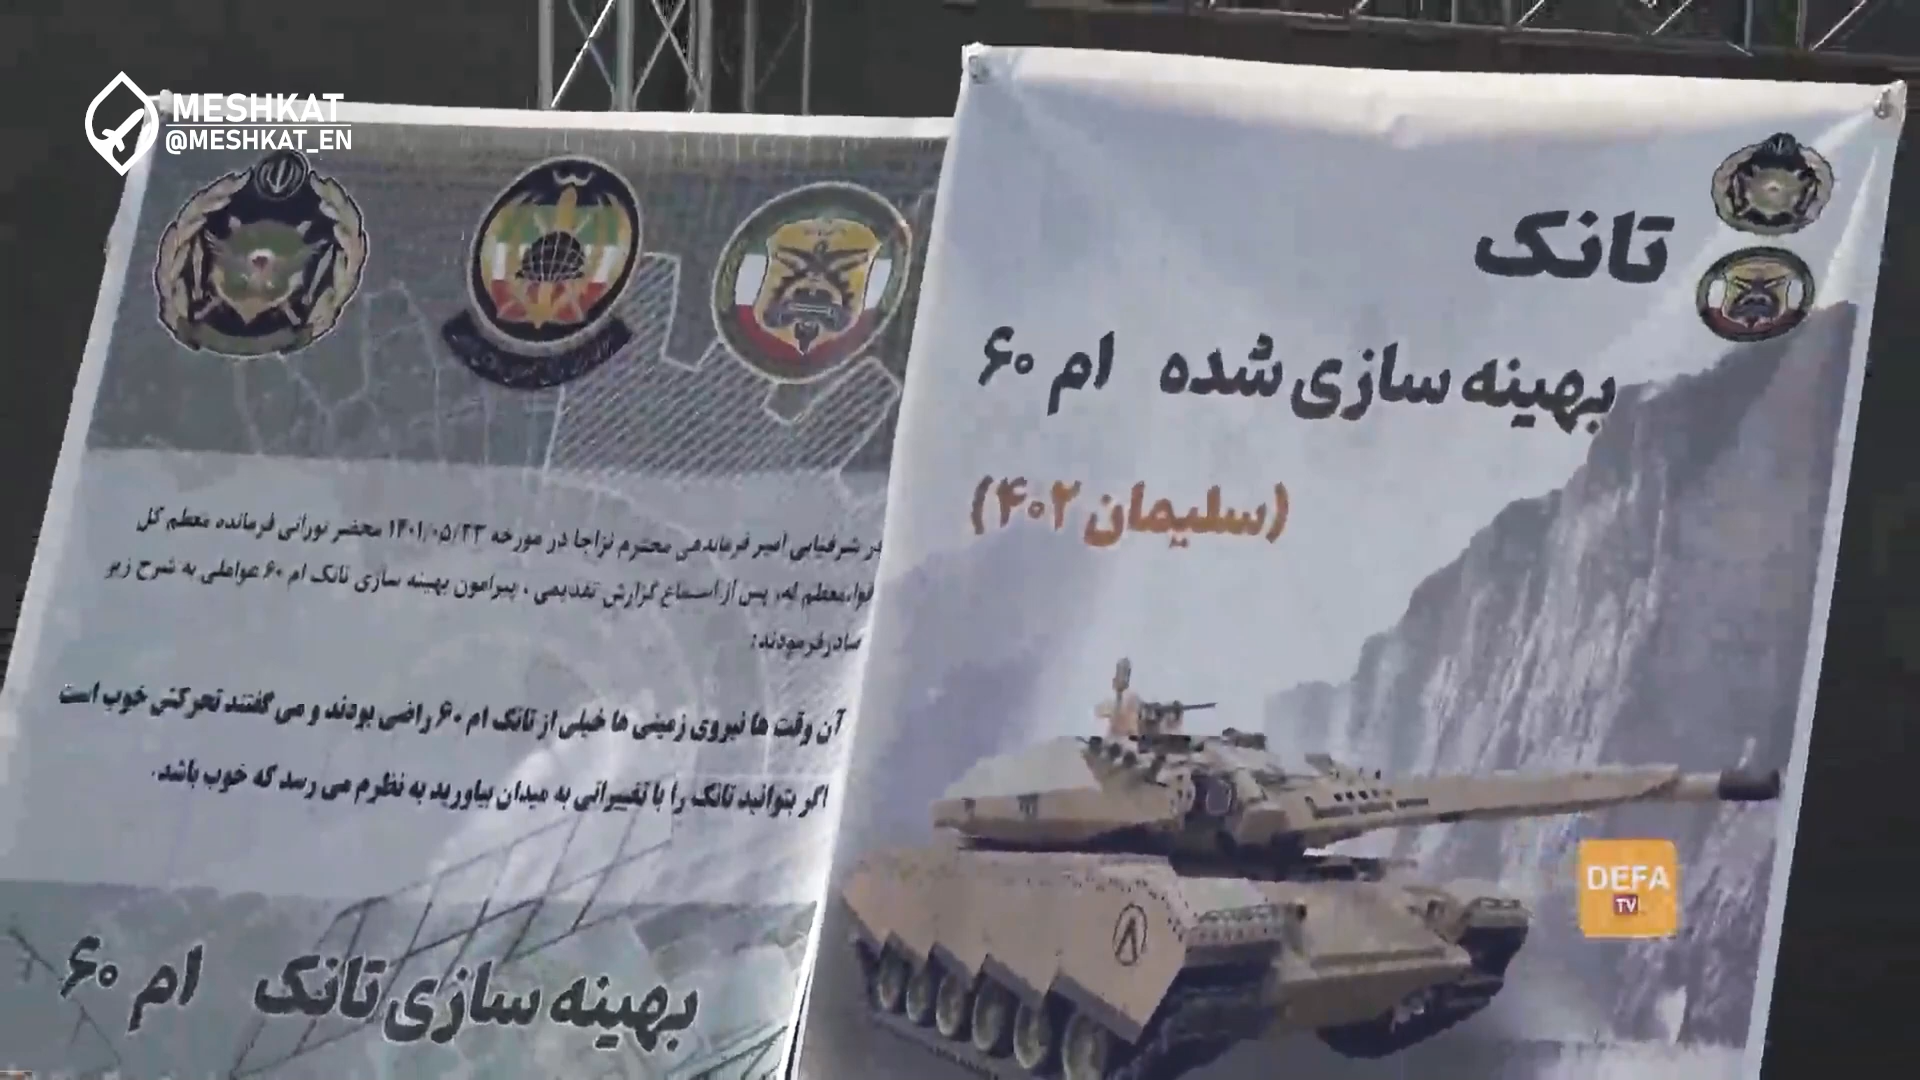 MESHKAT
@MESHKAT_EN
تانک
بهینه سازی شده ام ۶۰
(سلیمان ۴۰۲)
در شرفیابی امیر فرماندهی محترم نزاجا در مورخه ۱۴۰۱/۰۵/۲۳ محضر نورانی فرمانده معظم کل
قوا،معظم له، پس از استماع گزارش تقدیمی ، پیرامون بهینه سازی تانک ام ۶۰ عواملی به شرح زیر
صادرفرمودند:
آن وقت ها نیروی زمینی ها خیلی از تانک ام ۶۰ راضی بودند و می گفتند تحرکش خوب است
اگر بتوانید تانک را با تغییراتی به میدان بیاورید به نظرم می رسد که خوب باشد.
بهینه سازی تانک ام ۶۰
DEFA
TV